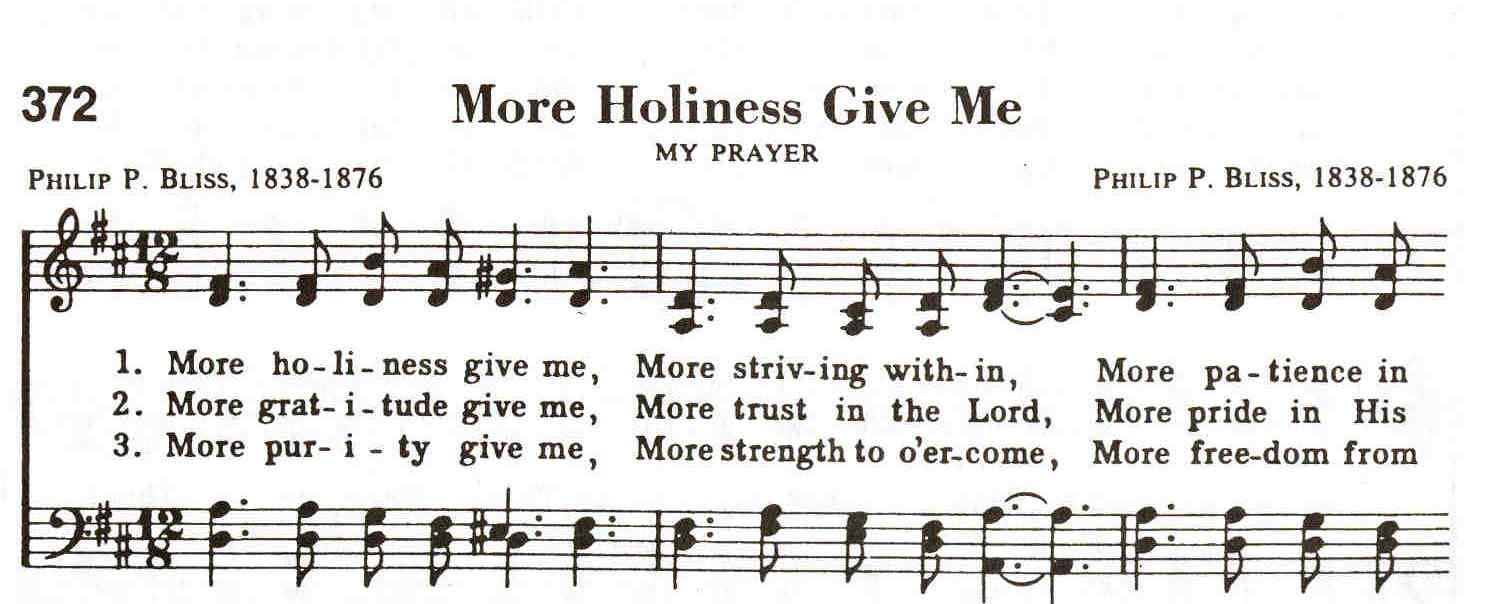 372 More Holiness Give Me
MY PRAYER
PHILIP P. BLISS, 1838-1876 PHILIP P. BLISS, 1838-1876
12
8
1. More ho-li-ness give me, More striv-ing with-in, More pa-tience in
2. More grat-i-tude give me, More trust in the Lord, More pride in His
3. More pur-i-ty give me, More strength to o'er-come, More free-dom from
12
8